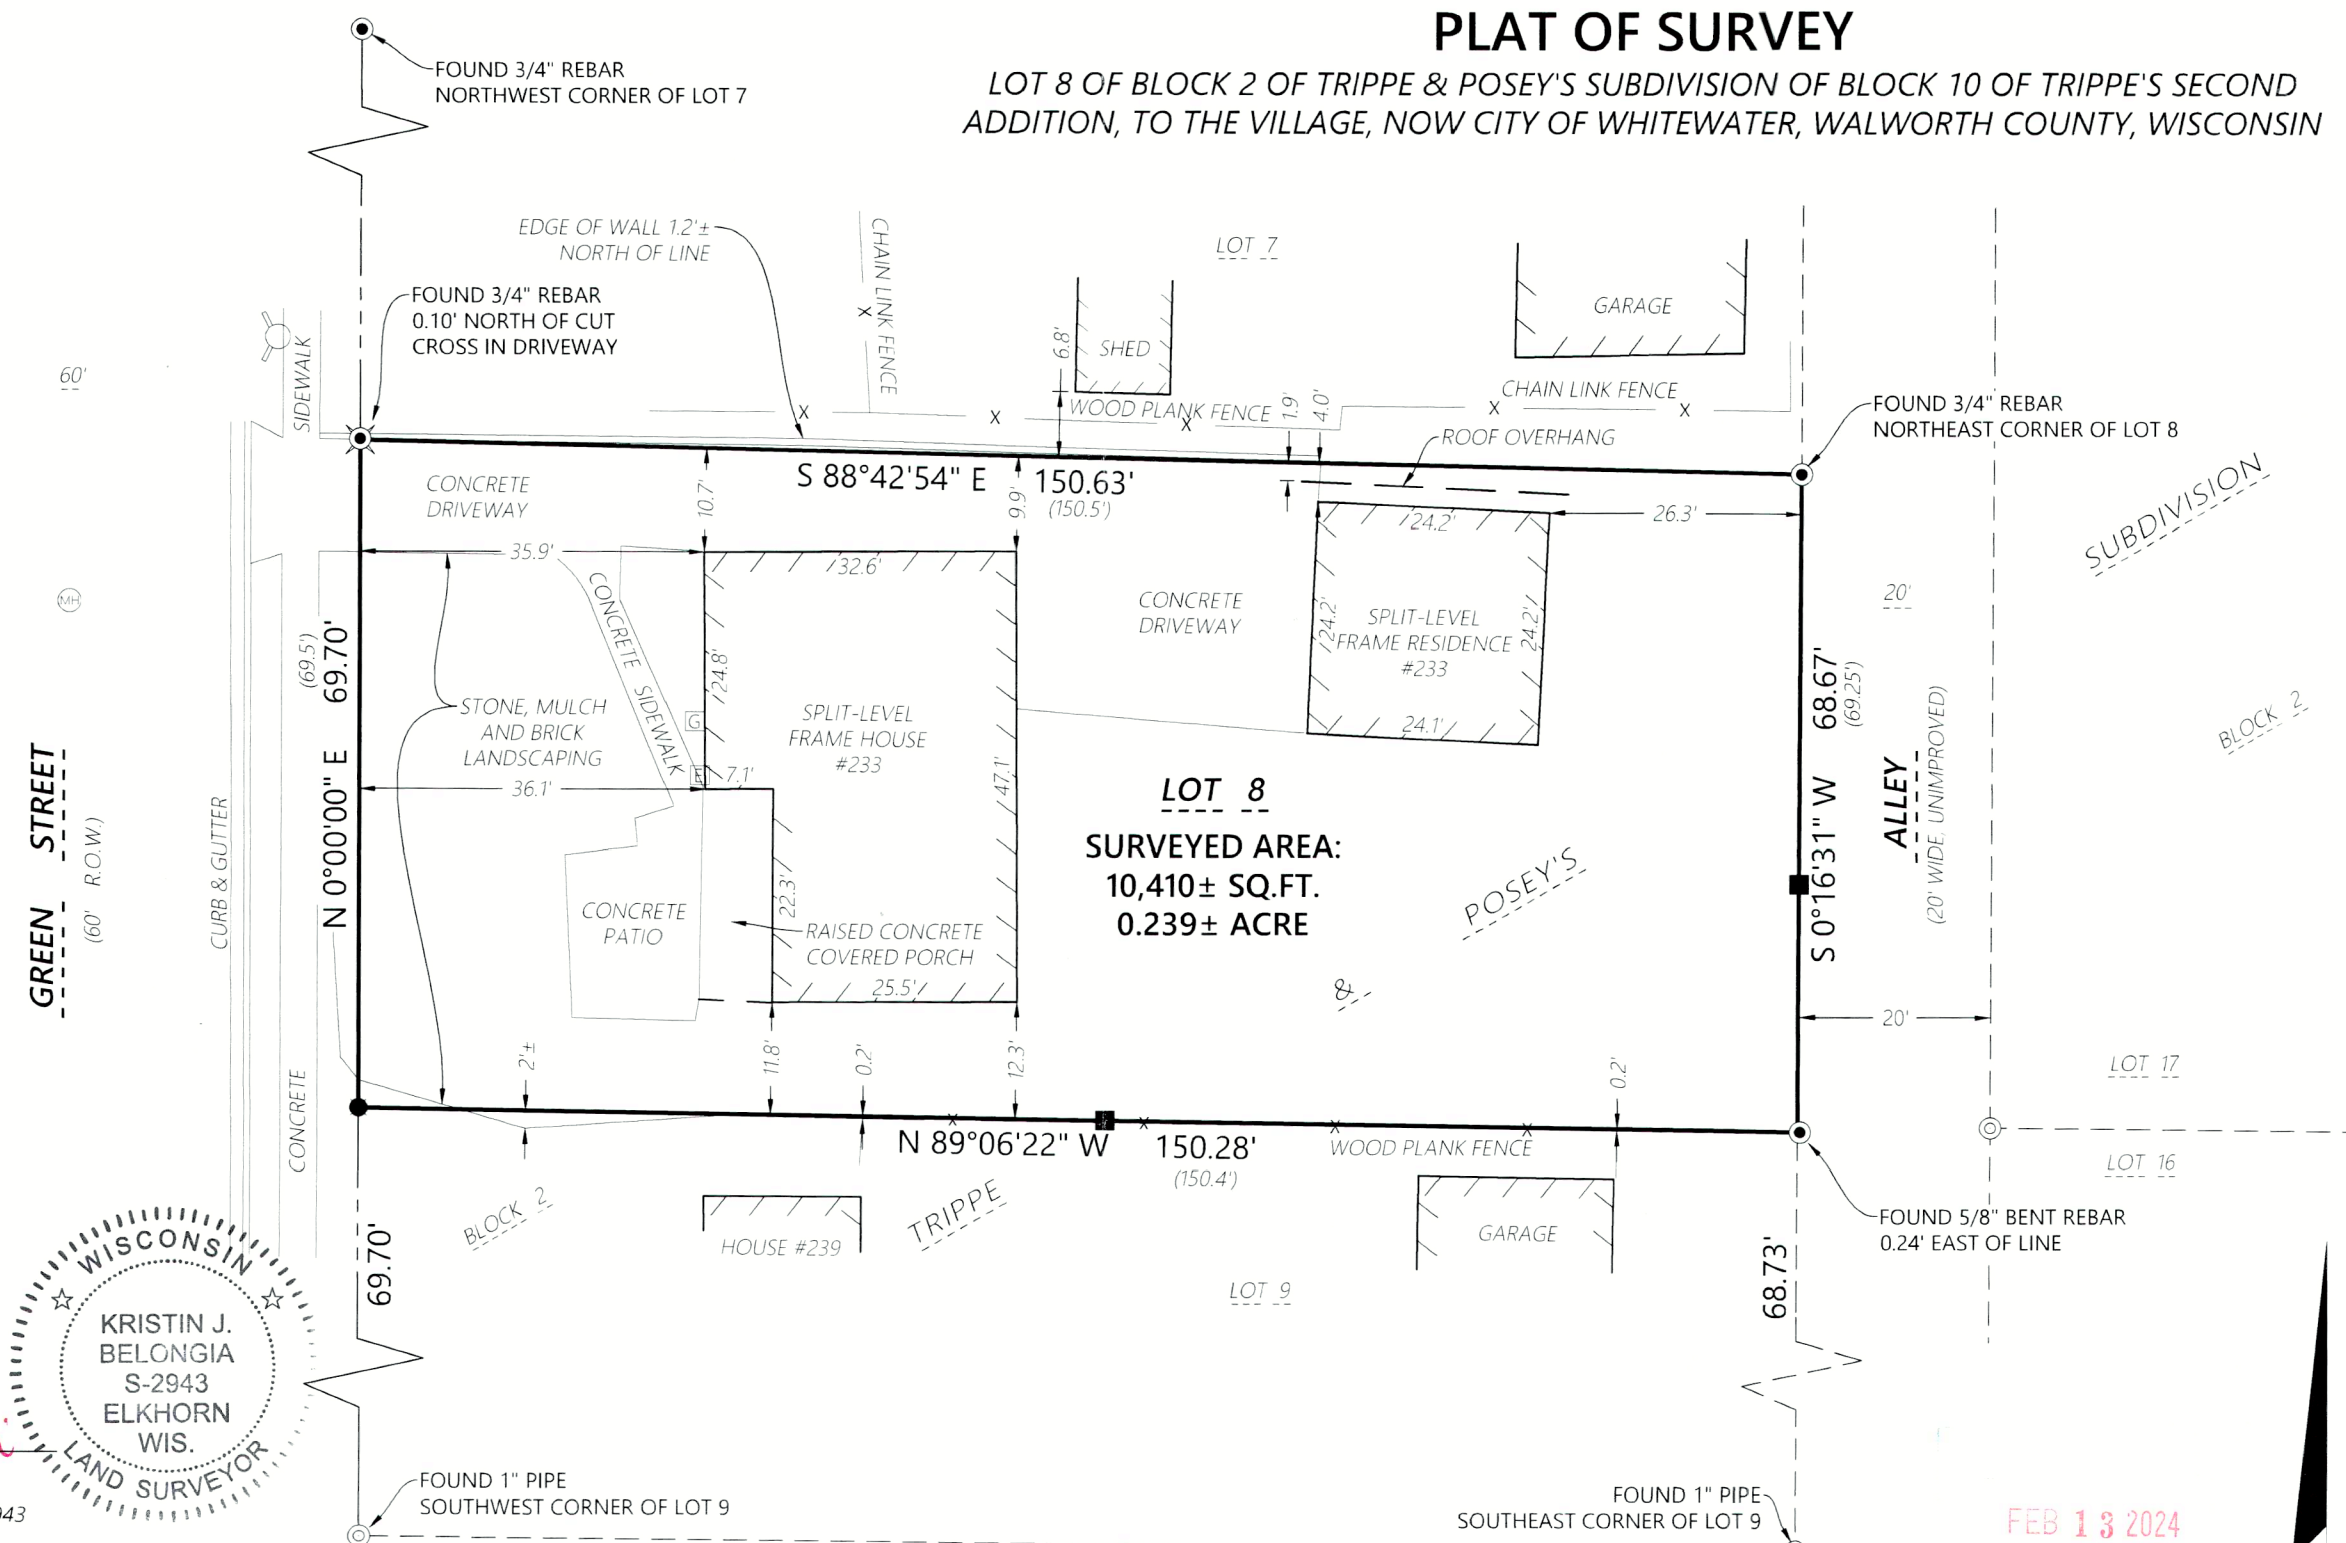 PLAT OF SURVEY
LOT 8 OF BLOCK 2 OF TRIPPE & POSEY'S SUBDIVISION OF BLOCK 10 OF TRIPPE'S SECOND
ADDITION, TO THE VILLAGE, NOW CITY OF WHITEWATER, WALWORTH COUNTY, WISCONSIN
FOUND 3/4" REBAR
NORTHWEST CORNER OF LOT 7
EDGE OF WALL 1.2'±
NORTH OF LINE
CHAIN LINK FENCE
LOT 7
FOUND 3/4" REBAR
0.10' NORTH OF CUT
CROSS IN DRIVEWAY
SIDEWALK
60'
6.8'
SHED
GARAGE
CHAIN LINK FENCE
WOOD PLANK FENCE
1.9'
4.0'
X
X
X
X
X
X
ROOF OVERHANG
FOUND 3/4" REBAR
NORTHEAST CORNER OF LOT 8
CONCRETE
DRIVEWAY
10.7'
S 88°42'54" E 150.63'
(150.5')
9.9'
24.2'
26.3'
SUBDIVISION
35.9'
32.6'
MH
CONCRETE SIDEWALK
CONCRETE
DRIVEWAY
24.2'
SPLIT-LEVEL
FRAME RESIDENCE
#233
24.2'
24.1'
20'
(69.5')
N 0°00'00" E 69.70'
STONE, MULCH
AND BRICK
LANDSCAPING
24.8'
G
E
7.1'
36.1'
SPLIT-LEVEL
FRAME HOUSE
#233
47.1'
S 0°16'31" W 68.67'
(69.25')
ALLEY
(20' WIDE, UNIMPROVED)
BLOCK 2
GREEN STREET
(60' R.O.W.)
CURB & GUTTER
LOT 8
SURVEYED AREA:
10,410± SQ.FT.
0.239± ACRE
POSEY'S
&
CONCRETE
PATIO
22.3'
RAISED CONCRETE
COVERED PORCH
25.5'
20'
2'±
11.8'
0.2'
12.3'
0.2'
LOT 17
CONCRETE
X
X
X
X
N 89°06'22" W 150.28'
(150.4')
WOOD PLANK FENCE
LOT 16
BLOCK 2
TRIPPE
HOUSE #239
GARAGE
FOUND 5/8" BENT REBAR
0.24' EAST OF LINE
69.70'
LOT 9
68.73'
WISCONSIN
KRISTIN J.
BELONGIA
S-2943
ELKHORN
WIS.
LAND SURVEYOR
FOUND 1" PIPE
SOUTHWEST CORNER OF LOT 9
FOUND 1" PIPE
SOUTHEAST CORNER OF LOT 9
FEB 13 2024